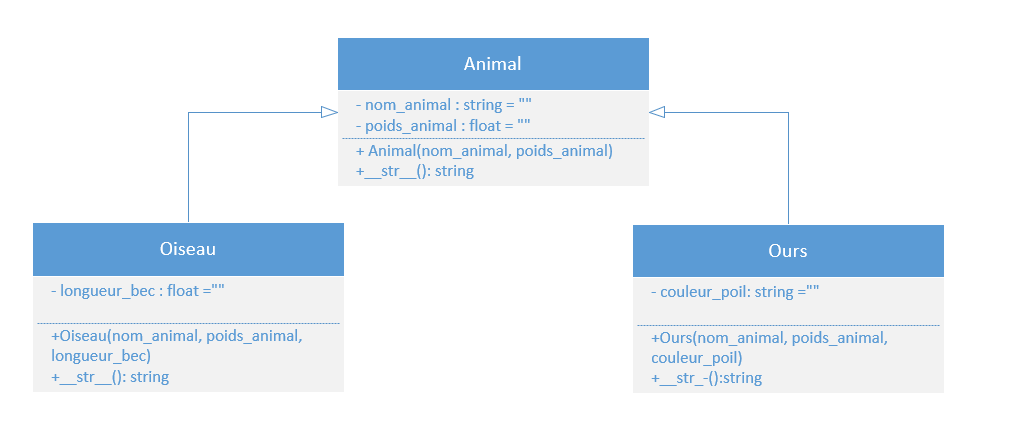 Animal
- nom_animal : string = ""
- poids_animal : float = ""
+ Animal(nom_animal, poids_animal)
+__str__(): string
Oiseau
- longueur_bec : float =""
+Oiseau(nom_animal, poids_animal,
longueur_bec)
+__str__(): string
Ours
- couleur_poil: string =""
+Ours(nom_animal, poids_animal,
couleur_poil)
+__str_-():string